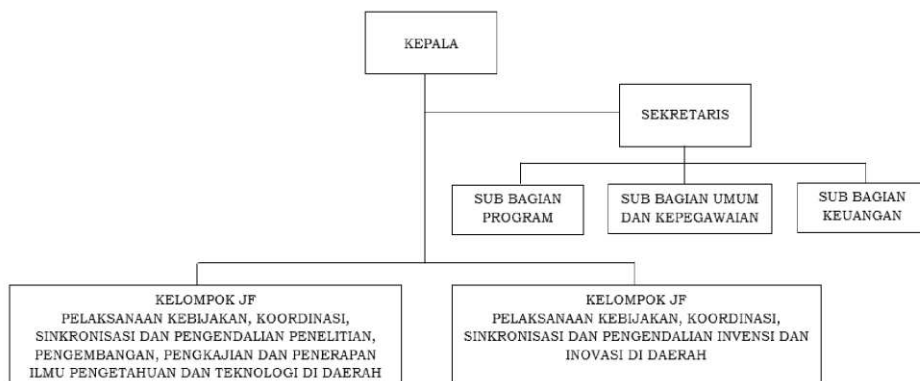 KEPALA
SEKRETARIS
SUB BAGIAN
PROGRAM
SUB BAGIAN UMUM
DAN KEPEGAWAIAN
SUB BAGIAN
KEUANGAN
KELOMPOK JF
PELAKSANAAN KEBIJAKAN, KOORDINASI,
SINKRONISASI DAN PENGENDALIAN PENELITIAN,
PENGEMBANGAN, PENGKAJIAN DAN PENERAPAN
ILMU PENGETAHUAN DAN TEKNOLOGI DI DAERAH
KELOMPOK JF
PELAKSANAAN KEBIJAKAN, KOORDINASI,
SINKRONISASI DAN PENGENDALIAN INVENSI DAN
INOVASI DI DAERAH